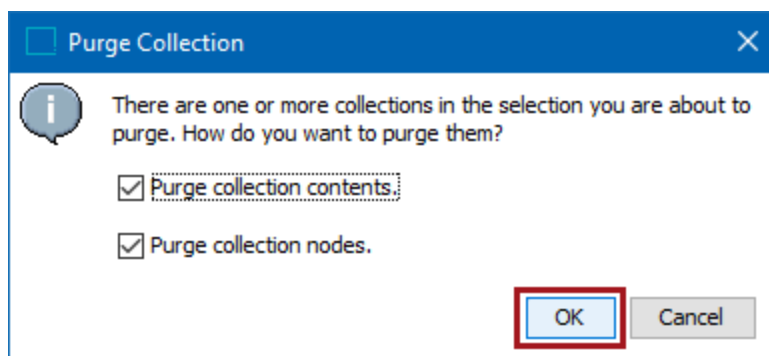 Purge Collection
There are one or more collections in the selection you are about to
purge. How do you want to purge them?
Purge collection contents.
Purge collection nodes.
OK Cancel